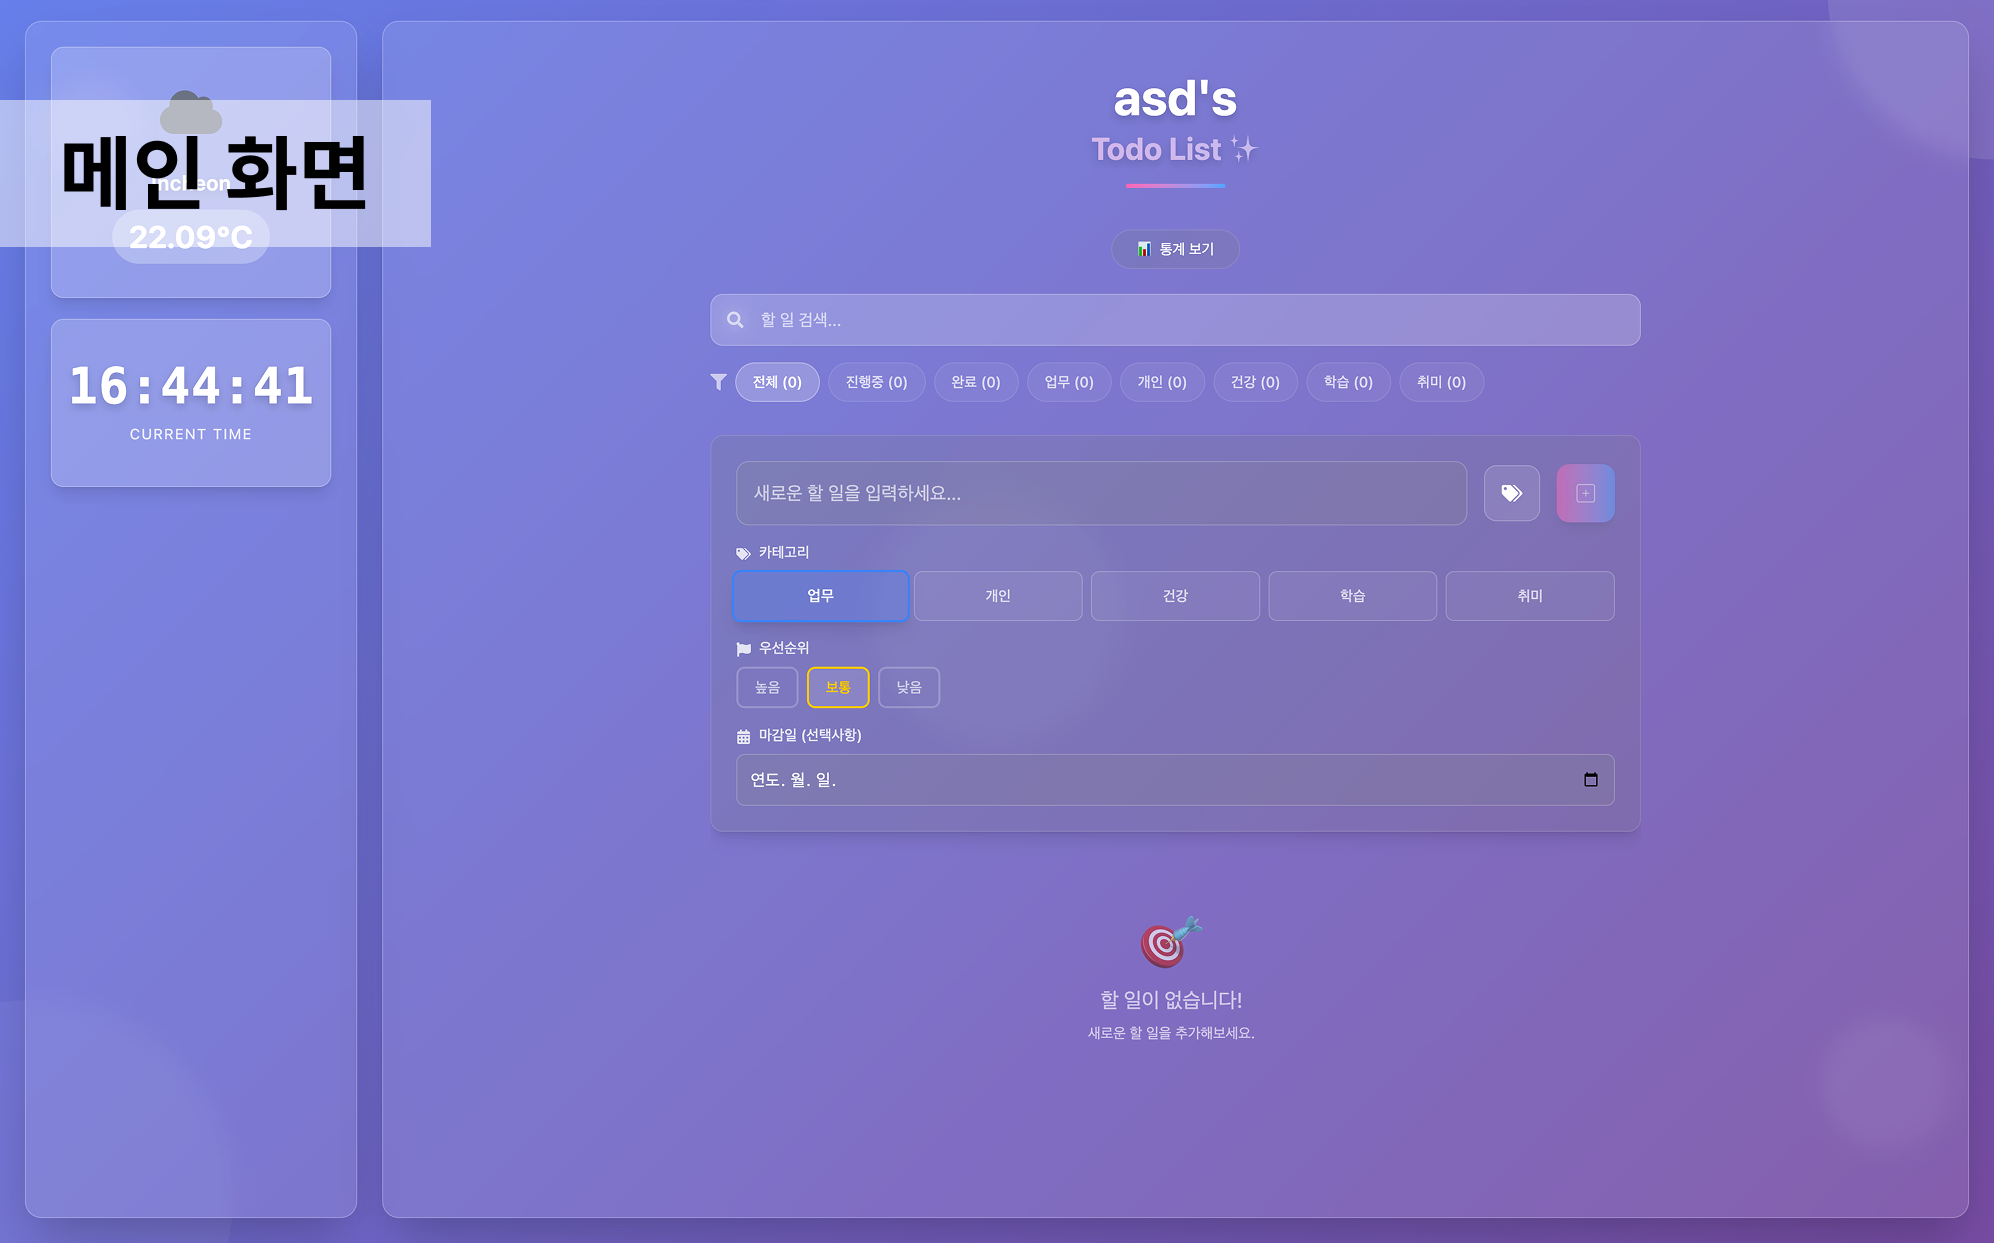 메인 화면
Incheon
22.09°C
16:44:41
CURRENT TIME
asd's
Todo List ✨
통계 보기
할 일 검색...
전체 (0) 진행중 (0) 완료 (0) 업무 (0) 개인 (0) 건강 (0) 학습 (0) 취미 (0)
새로운 할 일을 입력하세요...
카테고리
업무 개인 건강 학습 취미
우선순위
높음 보통 낮음
마감일 (선택사항)
연도. 월. 일.
할 일이 없습니다!
새로운 할 일을 추가해보세요.